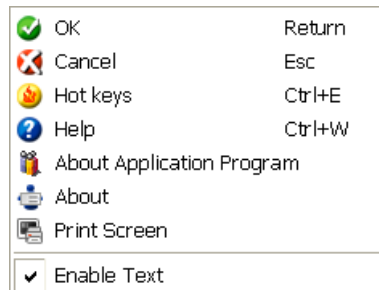 OK Return
Cancel Esc
Hot keys Ctrl+E
Help Ctrl+W
About Application Program
About
Print Screen
Enable Text